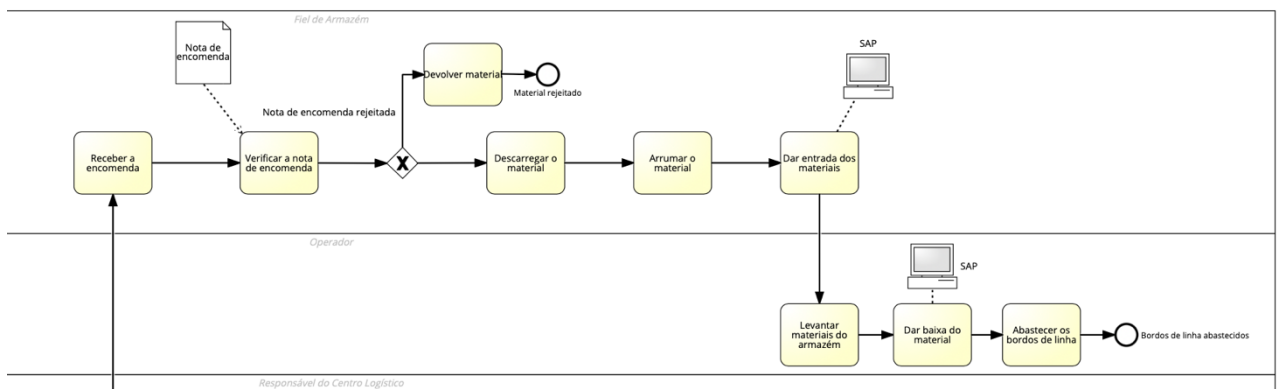 Fiel de Armazém
Nota de
encomenda
SAP
Devolver material
Material rejeitado
Nota de encomenda rejeitada
Receber a
encomenda
Verificar a nota
de encomenda
X
Descarregar o
material
Arrumar o
material
Dar entrada dos
materiais
Operador
SAP
Levantar
materiais do
armazém
Dar baixa do
material
Abastecer os
bordos de linha
Bordos de linha abastecidos
Responsável do Centro Logístico